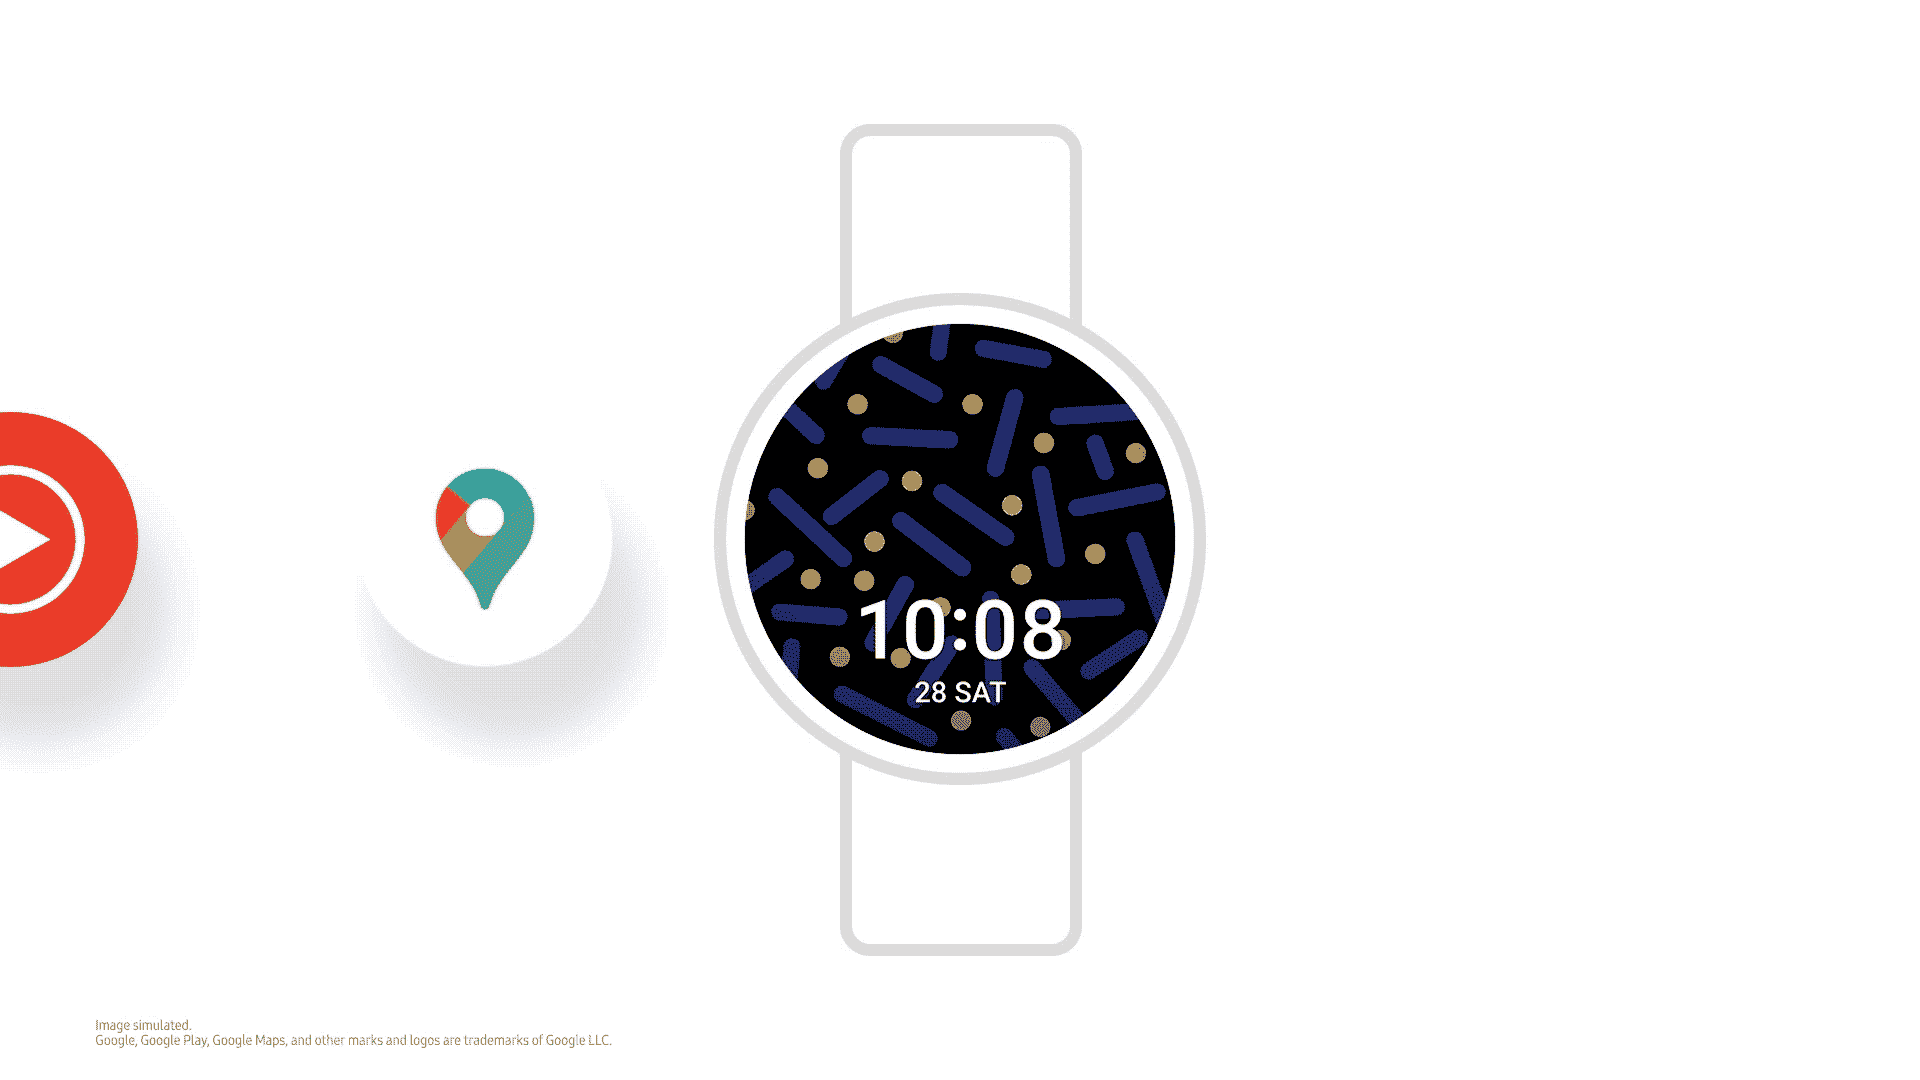 10:08
28 SAT
Image simulated.
Google, Google Play, Google Maps, and other marks and logos are trademarks of Google LLC.